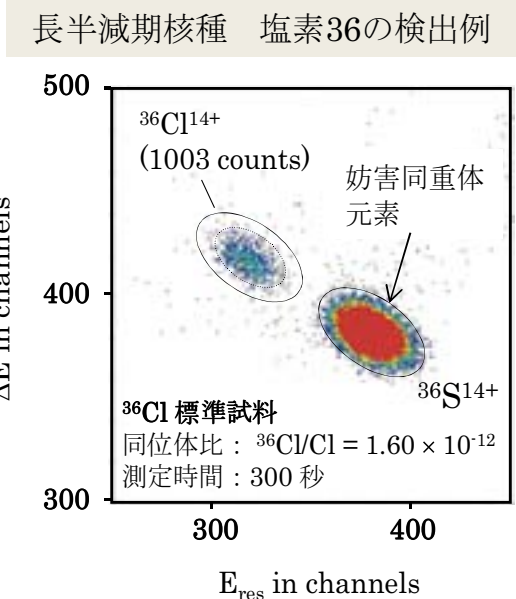 長半減期核種　塩素36の検出例
500
400
300
ΔE in channels
³⁶Cl¹⁴⁺
(1003 counts)
妨害同重体
元素
³⁶S¹⁴⁺
³⁶Cl 標準試料
同位体比： ³⁶Cl/Cl = 1.60 × 10⁻¹²
測定時間：300 秒
300
400
E_res in channels